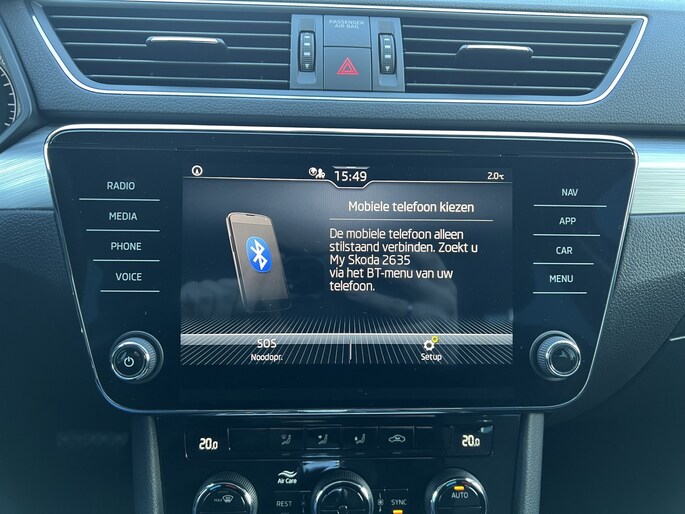 PASSENGER
AIR BAG
15:49
2.0°C
RADIO
MEDIA
PHONE
VOICE
Mobiele telefoon kiezen
De mobiele telefoon alleen
stilstaand verbinden. Zoekt u
My Skoda 2635
via het BT-menu van uw
telefoon.
SOS
Noodopr.
Setup
NAV
APP
CAR
MENU
20.0
20.0
Air Care
MAX
REST
SYNC
AUTO